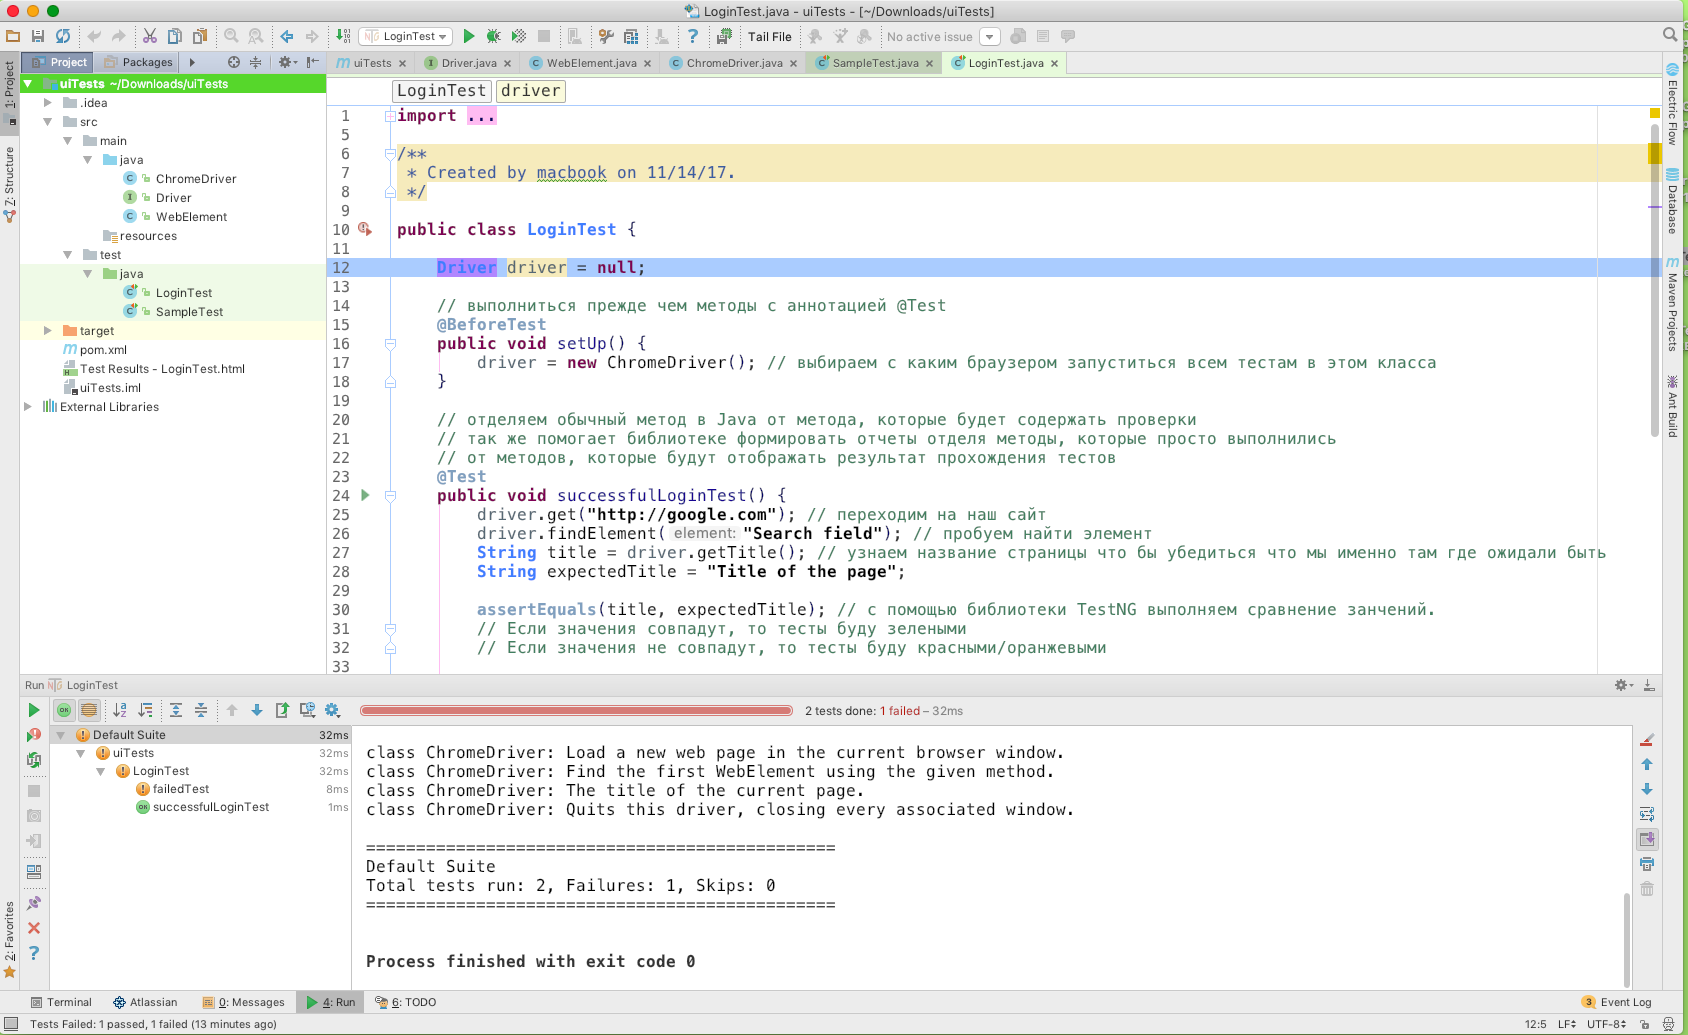 LoginTest.java - uiTests - [~/Downloads/uiTests]
LoginTest
Tail File
No active issue
Project
Packages
uiTests
Driver.java
WebElement.java
ChromeDriver.java
SampleTest.java
LoginTest.java
1: Project
7: Structure
2: Favorites
uiTests ~/Downloads/uiTests
.idea
src
main
java
ChromeDriver
Driver
WebElement
resources
test
java
LoginTest
SampleTest
target
pom.xml
Test Results - LoginTest.html
uiTests.iml
External Libraries
LoginTest driver
1 import ...
5
6 /**
7 * Created by macbook on 11/14/17.
8 */
9
10 public class LoginTest {
11
12 Driver driver = null;
13
14 // выполниться прежде чем методы с аннотацией @Test
15 @BeforeTest
16 public void setUp() {
17 driver = new ChromeDriver(); // выбираем с каким браузером запуститься всем тестам в этом класса
18 }
19
20 // отделяем обычный метод в Java от метода, которые будет содержать проверки
21 // так же помогает библиотеке формировать отчеты отделя методы, которые просто выполнились
22 // от методов, которые будут отображать результат прохождения тестов
23 @Test
24 public void successfulLoginTest() {
25 driver.get("http://google.com"); // переходим на наш сайт
26 driver.findElement( element: "Search field"); // пробуем найти элемент
27 String title = driver.getTitle(); // узнаем название страницы что бы убедиться что мы именно там где ожидали быть
28 String expectedTitle = "Title of the page";
29
30 assertEquals(title, expectedTitle); // с помощью библиотеки TestNG выполняем сравнение занчений.
31 // Если значения совпадут, то тесты буду зелеными
32 // Если значения не совпадут, то тесты буду красными/оранжевыми
33
Electric Flow
Database
Maven Projects
Ant Build
Run LoginTest
2 tests done: 1 failed – 32ms
Default Suite 32ms
uiTests 32ms
LoginTest 32ms
failedTest 8ms
successfulLoginTest 1ms
class ChromeDriver: Load a new web page in the current browser window.
class ChromeDriver: Find the first WebElement using the given method.
class ChromeDriver: The title of the current page.
class ChromeDriver: Quits this driver, closing every associated window.
===============================================
Default Suite
Total tests run: 2, Failures: 1, Skips: 0
===============================================
Process finished with exit code 0
Terminal
Atlassian
0: Messages
4: Run
6: TODO
3 Event Log
Tests Failed: 1 passed, 1 failed (13 minutes ago)
12:5 LF UTF-8